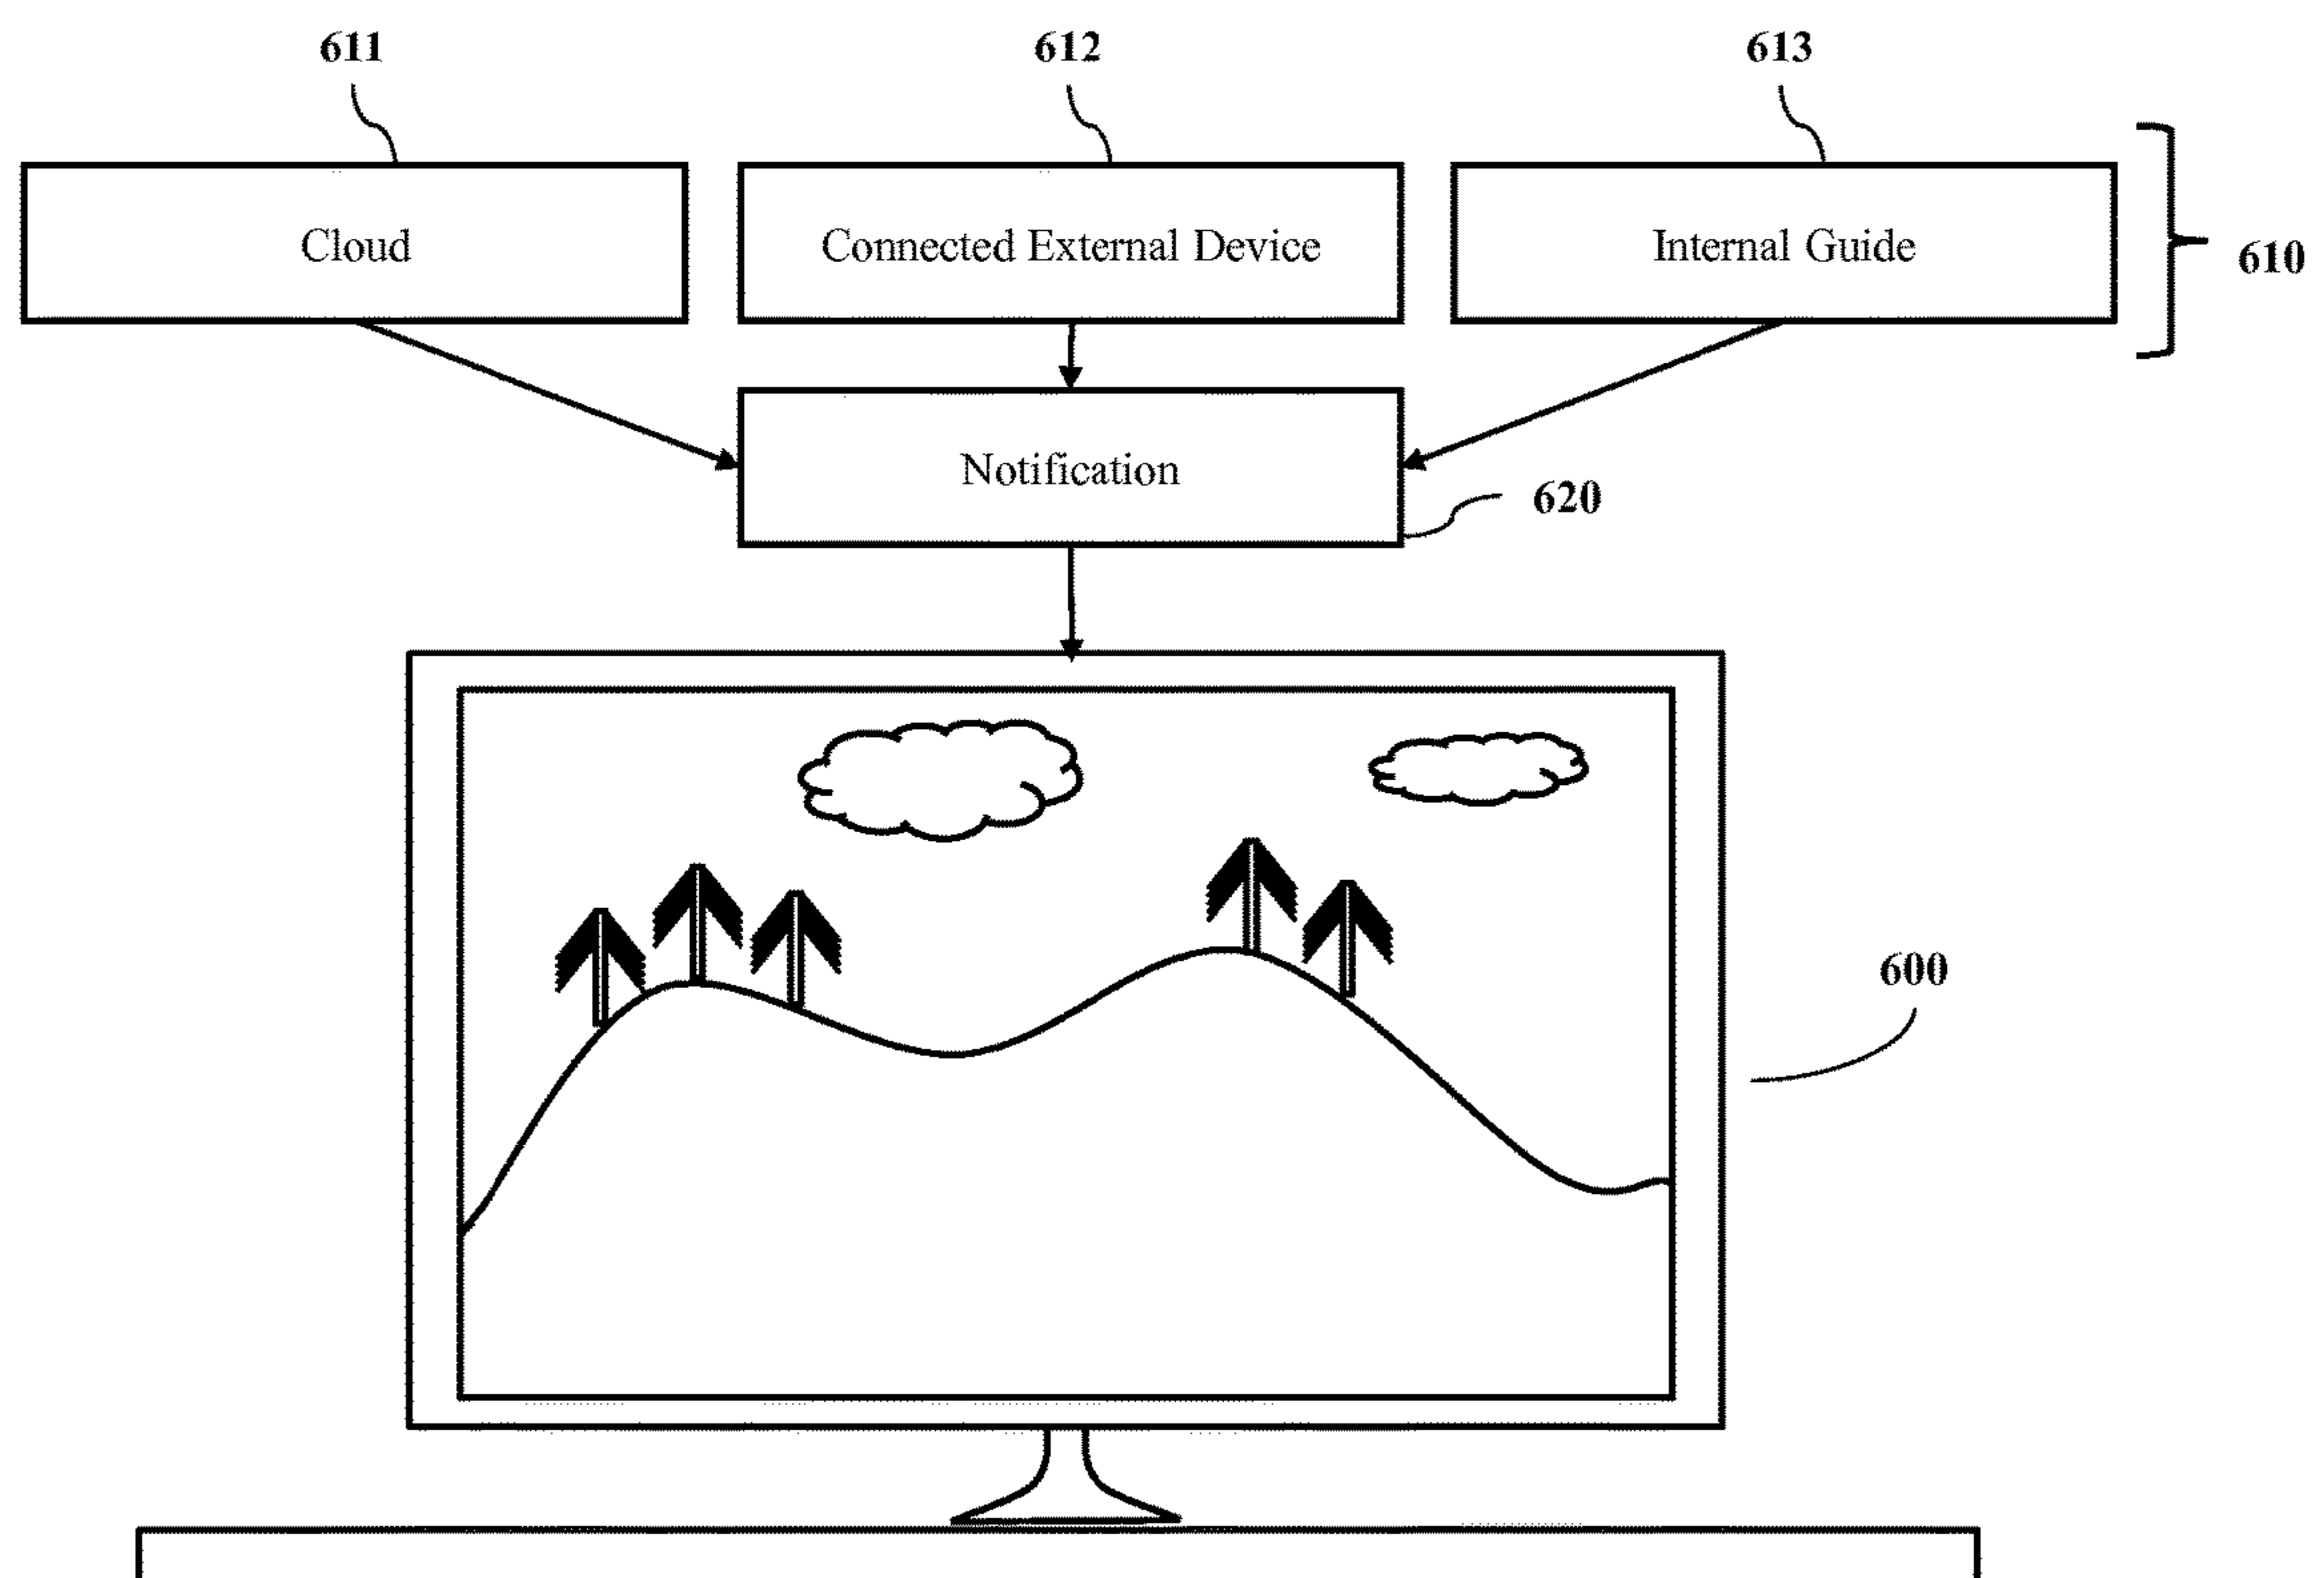 611
612
613
Cloud
Connected External Device
Internal Guide
610
Notification
620
600